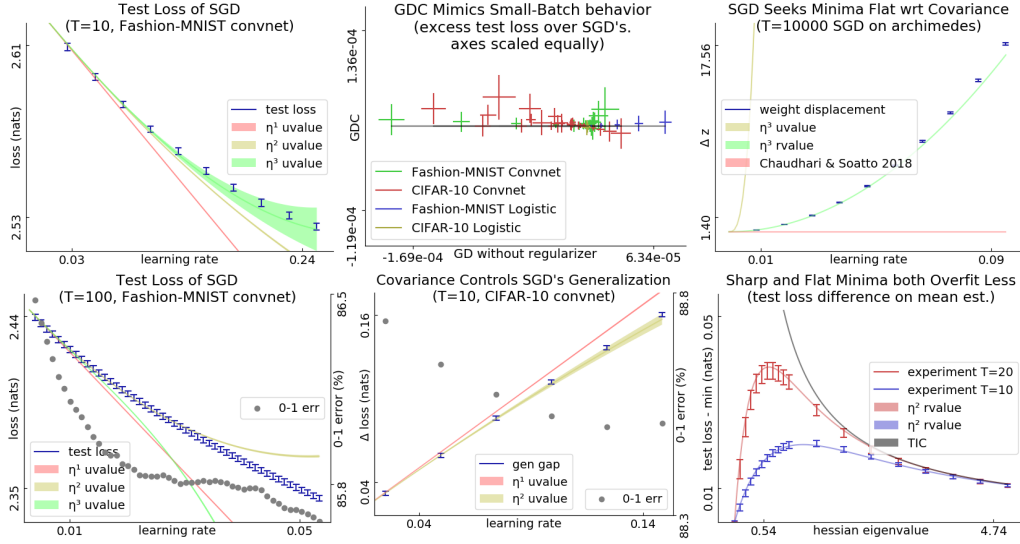 Test Loss of SGD
(T=10, Fashion-MNIST convnet)
2.61
loss (nats)
2.53
test loss
η¹ uvalue
η² uvalue
η³ uvalue
0.03
learning rate
0.24
GDC Mimics Small-Batch behavior
(excess test loss over SGD's.
axes scaled equally)
1.36e-04
GDC
-1.19e-04
Fashion-MNIST Convnet
CIFAR-10 Convnet
Fashion-MNIST Logistic
CIFAR-10 Logistic
-1.69e-04
GD without regularizer
6.34e-05
SGD Seeks Minima Flat wrt Covariance
(T=10000 SGD on archimedes)
17.56
Δ z
1.40
weight displacement
η³ uvalue
η³ rvalue
Chaudhari & Soatto 2018
0.01
learning rate
0.09
Test Loss of SGD
(T=100, Fashion-MNIST convnet)
2.44
loss (nats)
2.35
86.5
0-1 error (%)
85.8
0-1 err
test loss
η¹ uvalue
η² uvalue
η³ uvalue
0.01
learning rate
0.05
Covariance Controls SGD's Generalization
(T=10, CIFAR-10 convnet)
0.16
Δ loss (nats)
0.04
88.8
0-1 error (%)
88.3
gen gap
η¹ uvalue
η² uvalue
0-1 err
0.04
learning rate
0.14
Sharp and Flat Minima both Overfit Less
(test loss difference on mean est.)
0.05
test loss - min (nats)
0.01
experiment T=20
experiment T=10
η² rvalue
η² rvalue
TIC
0.54
hessian eigenvalue
4.74